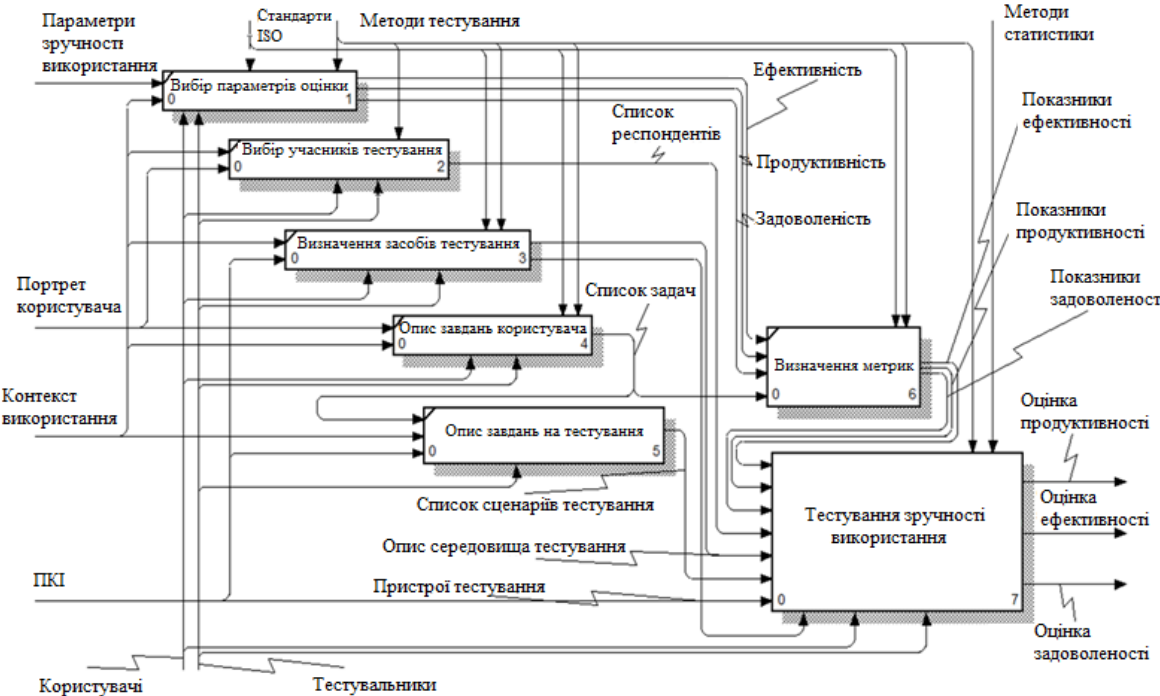 Параметри
зручності
використання
Стандарти
ISO
Методи тестування
Методи
статистики
Вибір параметрів оцінки
0 1
Ефективність
Список
респондентів
Показники
ефективності
Вибір учасників тестування
0 2
Продуктивність
Задоволеність
Показники
продуктивності
Визначення засобів тестування
0 3
Портрет
користувача
Список задач
Показники
задоволеност
Опис завдань користувача
0 4
Визначення метрик
0 6
Контекст
використання
Опис завдань на тестування
0 5
Оцінка
продуктивності
Список сценаріїв тестування
Тестування зручності
використання
0 7
Оцінка
ефективності
Опис середовища тестування
ПКІ
Пристрої тестування
Оцінка
задоволеності
Користувачі
Тестувальники